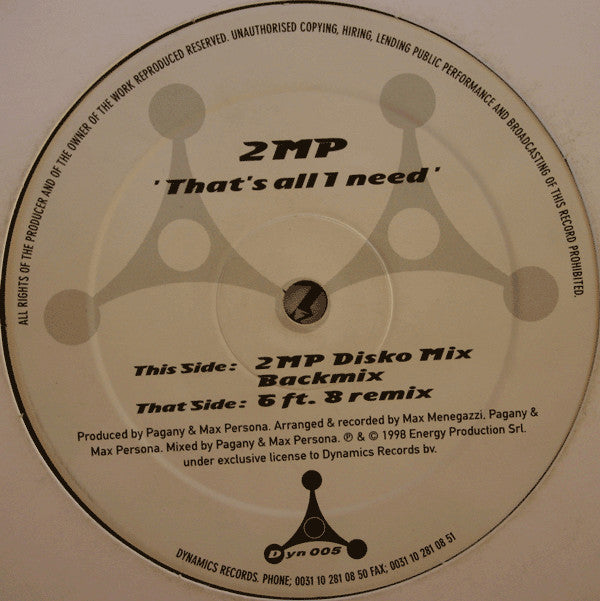 ALL RIGHTS OF THE PRODUCER AND OF THE OWNER OF THE WORK REPRODUCED RESERVED. UNAUTHORISED COPYING, HIRING, LENDING PUBLIC PERFORMANCE AND BROADCASTING OF THIS RECORD PROHIBITED.
2MP
'That's all I need'
This Side: 2MP Disko Mix
Backmix
That Side: 6 ft. 8 remix
Produced by Pagany & Max Persona. Arranged & recorded by Max Menegazzi, Pagany &
Max Persona. Mixed by Pagany & Max Persona. ℗ & © 1998 Energy Production Srl.
under exclusive license to Dynamics Records bv.
Dyn 005
DYNAMICS RECORDS. PHONE; 0031 10 281 08 50 FAX; 0031 10 281 08 51